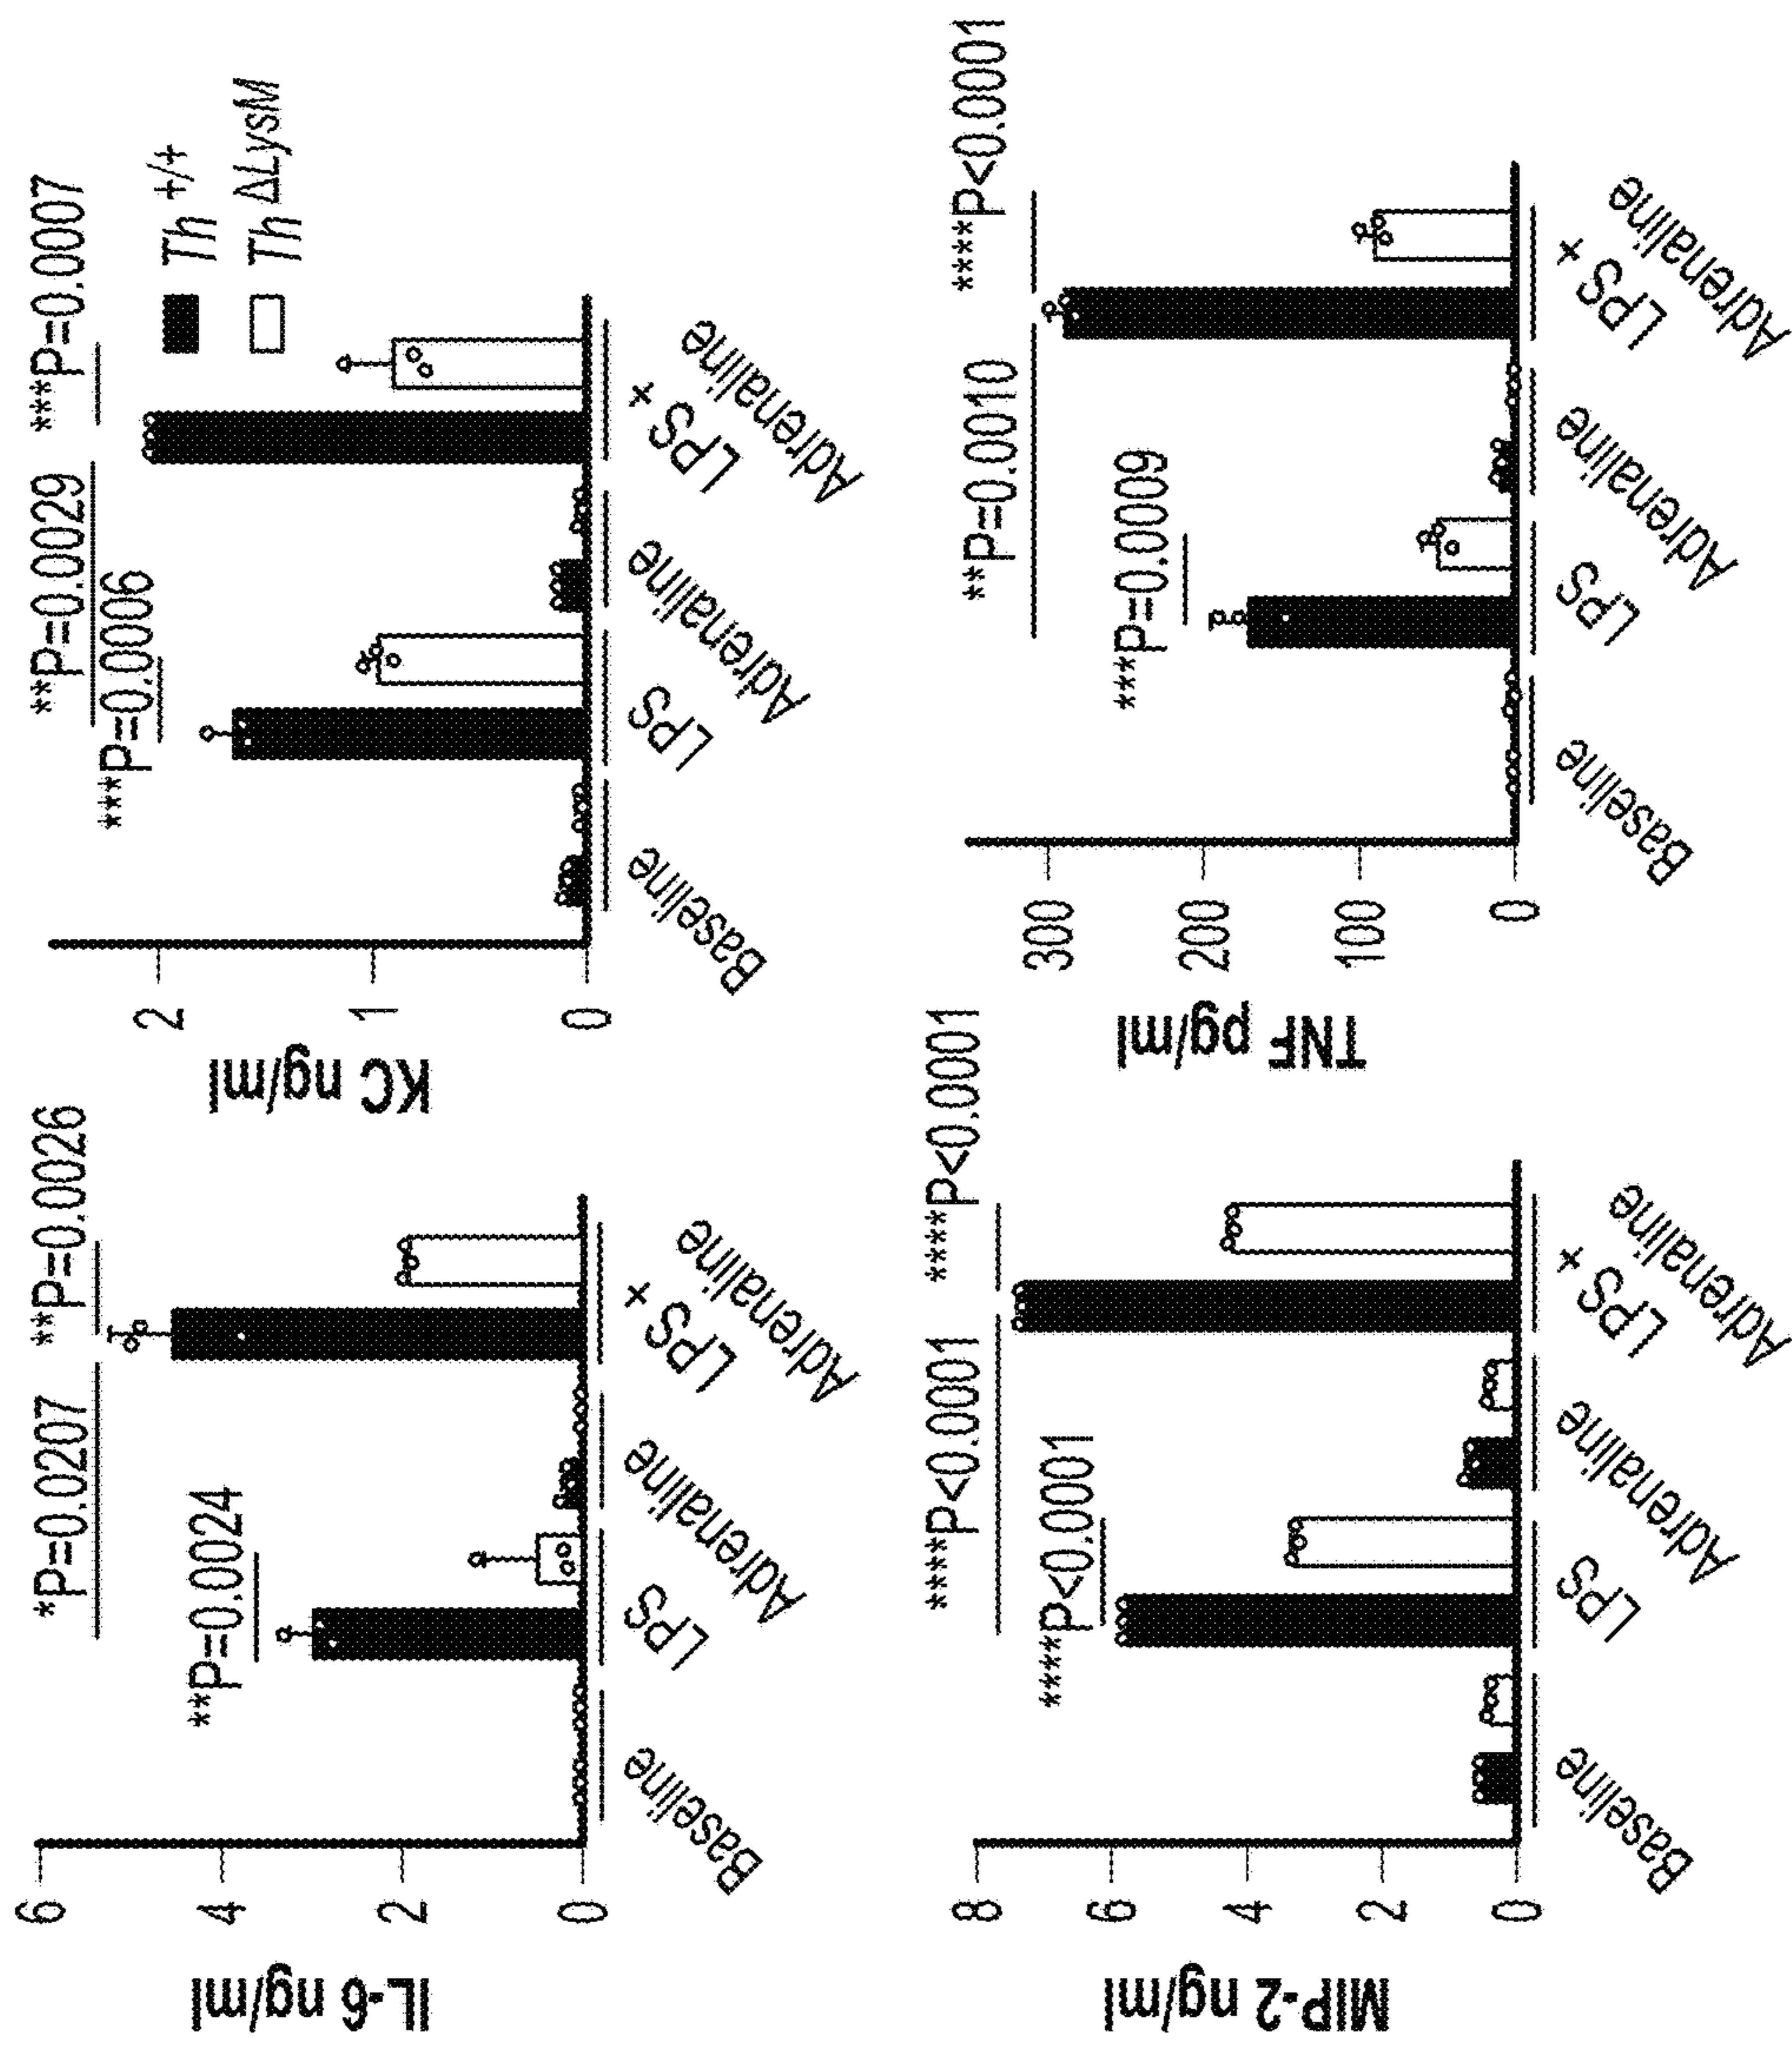 *P=0.0207 **P=0.0026
**P=0.0024
IL-6 ng/ml
6
4
2
0
Baseline
LPS
Adrenaline
LPS +
Adrenaline
**P=0.0029 ***P=0.0007
***P=0.0006
Th +/+
Th ΔLysM
KC ng/ml
2
1
0
Baseline
LPS
Adrenaline
LPS +
Adrenaline
****P<0.0001 ****P<0.0001
****P<0.0001
MIP-2 ng/ml
8
6
4
2
0
Baseline
LPS
Adrenaline
LPS +
Adrenaline
**P=0.0010 ****P<0.0001
***P=0.0009
TNF pg/ml
300
200
100
0
Baseline
LPS
Adrenaline
LPS +
Adrenaline